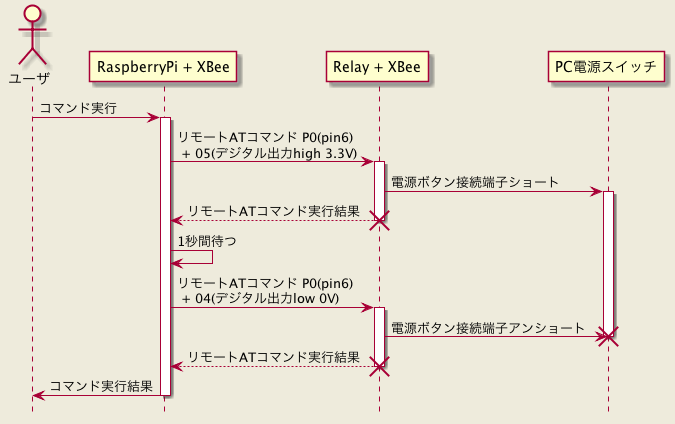 ユーザ
RaspberryPi + XBee
Relay + XBee
PC電源スイッチ
コマンド実行
リモートATコマンド P0(pin6)
+ 05(デジタル出力high 3.3V)
電源ボタン接続端子ショート
リモートATコマンド実行結果
1秒間待つ
リモートATコマンド P0(pin6)
+ 04(デジタル出力low 0V)
電源ボタン接続端子アンショート
リモートATコマンド実行結果
コマンド実行結果